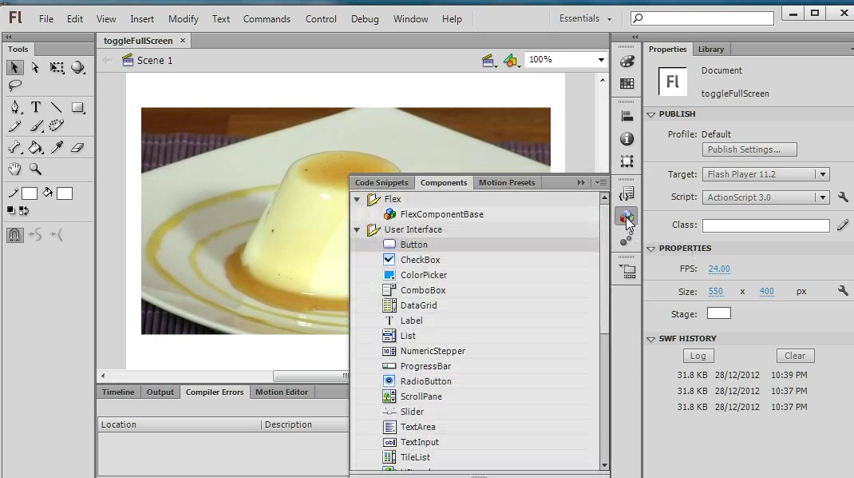 Fl File Edit View Insert Modify Text Commands Control Debug Window Help Essentials
toggleFullScreen ×
Tools
Scene 1 100%
Properties Library
Fl Document
toggleFullScreen
PUBLISH
Profile: Default
Publish Settings...
Target: Flash Player 11.2
Script: ActionScript 3.0
Class:
PROPERTIES
FPS: 24.00
Size: 550 x 400 px
Stage:
SWF HISTORY
Log Clear
31.8 KB 28/12/2012 10:39 PM
31.8 KB 28/12/2012 10:37 PM
31.8 KB 28/12/2012 10:37 PM
Code Snippets Components Motion Presets
Flex
FlexComponentBase
User Interface
Button
CheckBox
ColorPicker
ComboBox
DataGrid
Label
List
NumericStepper
ProgressBar
RadioButton
ScrollPane
Slider
TextArea
TextInput
TileList
Timeline Output Compiler Errors Motion Editor
Location Description